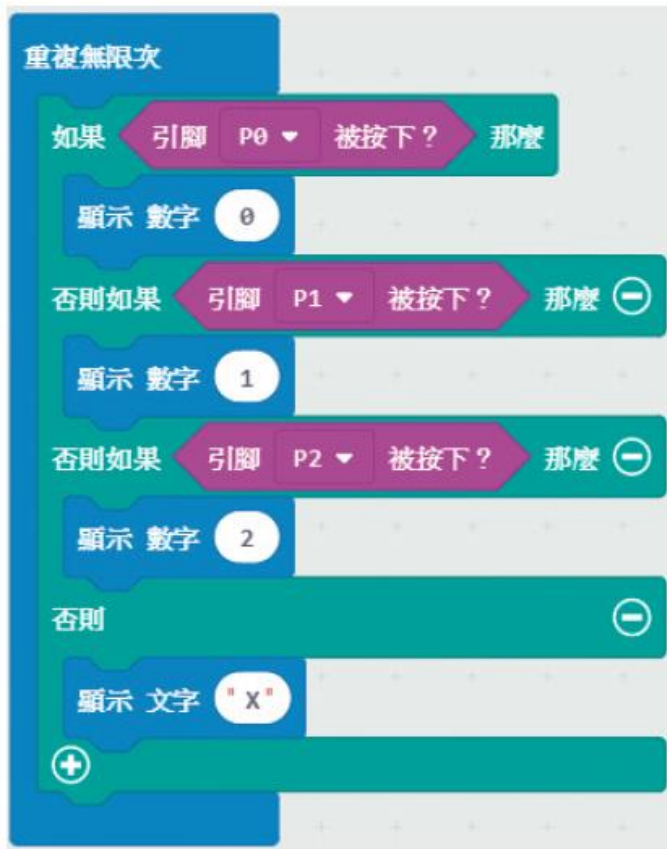 重複無限次
如果 引腳 P0 被按下？ 那麼
顯示 數字 0
否則如果 引腳 P1 被按下？ 那麼
顯示 數字 1
否則如果 引腳 P2 被按下？ 那麼
顯示 數字 2
否則
顯示 文字 "X"